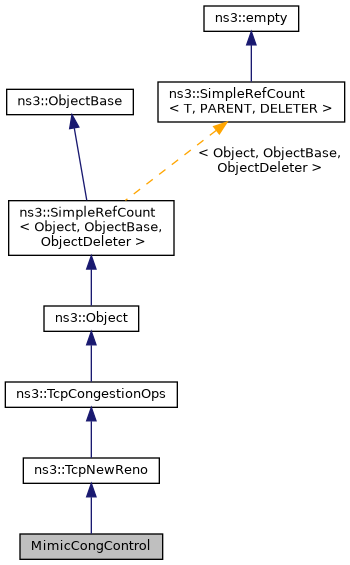 ns3::empty
ns3::SimpleRefCount
< T, PARENT, DELETER >
ns3::ObjectBase
< Object, ObjectBase,
ObjectDeleter >
ns3::SimpleRefCount
< Object, ObjectBase,
ObjectDeleter >
ns3::Object
ns3::TcpCongestionOps
ns3::TcpNewReno
MimicCongControl